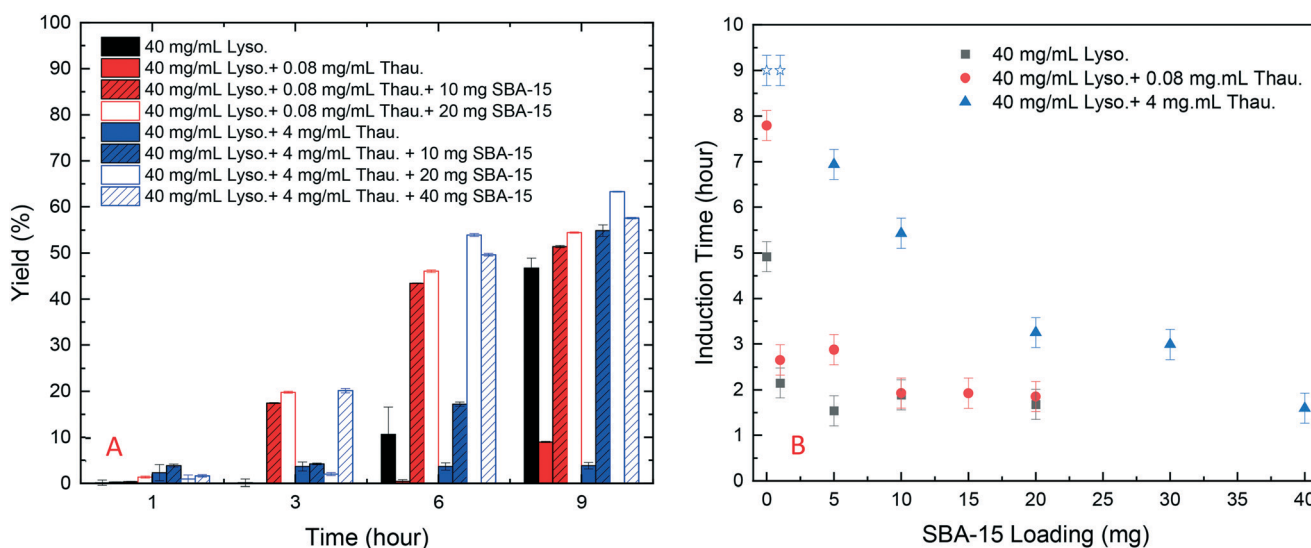 100
90
80
70
60
50
40
30
20
10
0
Yield (%)
40 mg/mL Lyso.
40 mg/mL Lyso.+ 0.08 mg/mL Thau.
40 mg/mL Lyso.+ 0.08 mg/mL Thau.+ 10 mg SBA-15
40 mg/mL Lyso.+ 0.08 mg/mL Thau.+ 20 mg SBA-15
40 mg/mL Lyso.+ 4 mg/mL Thau.
40 mg/mL Lyso.+ 4 mg/mL Thau. + 10 mg SBA-15
40 mg/mL Lyso.+ 4 mg/mL Thau. + 20 mg SBA-15
40 mg/mL Lyso.+ 4 mg/mL Thau. + 40 mg SBA-15
A
1 3 6 9
Time (hour)
10
9
8
7
6
5
4
3
2
1
0
Induction Time (hour)
40 mg/mL Lyso.
40 mg/mL Lyso.+ 0.08 mg.mL Thau.
40 mg/mL Lyso.+ 4 mg.mL Thau.
B
0 5 10 15 20 25 30 35 40
SBA-15 Loading (mg)